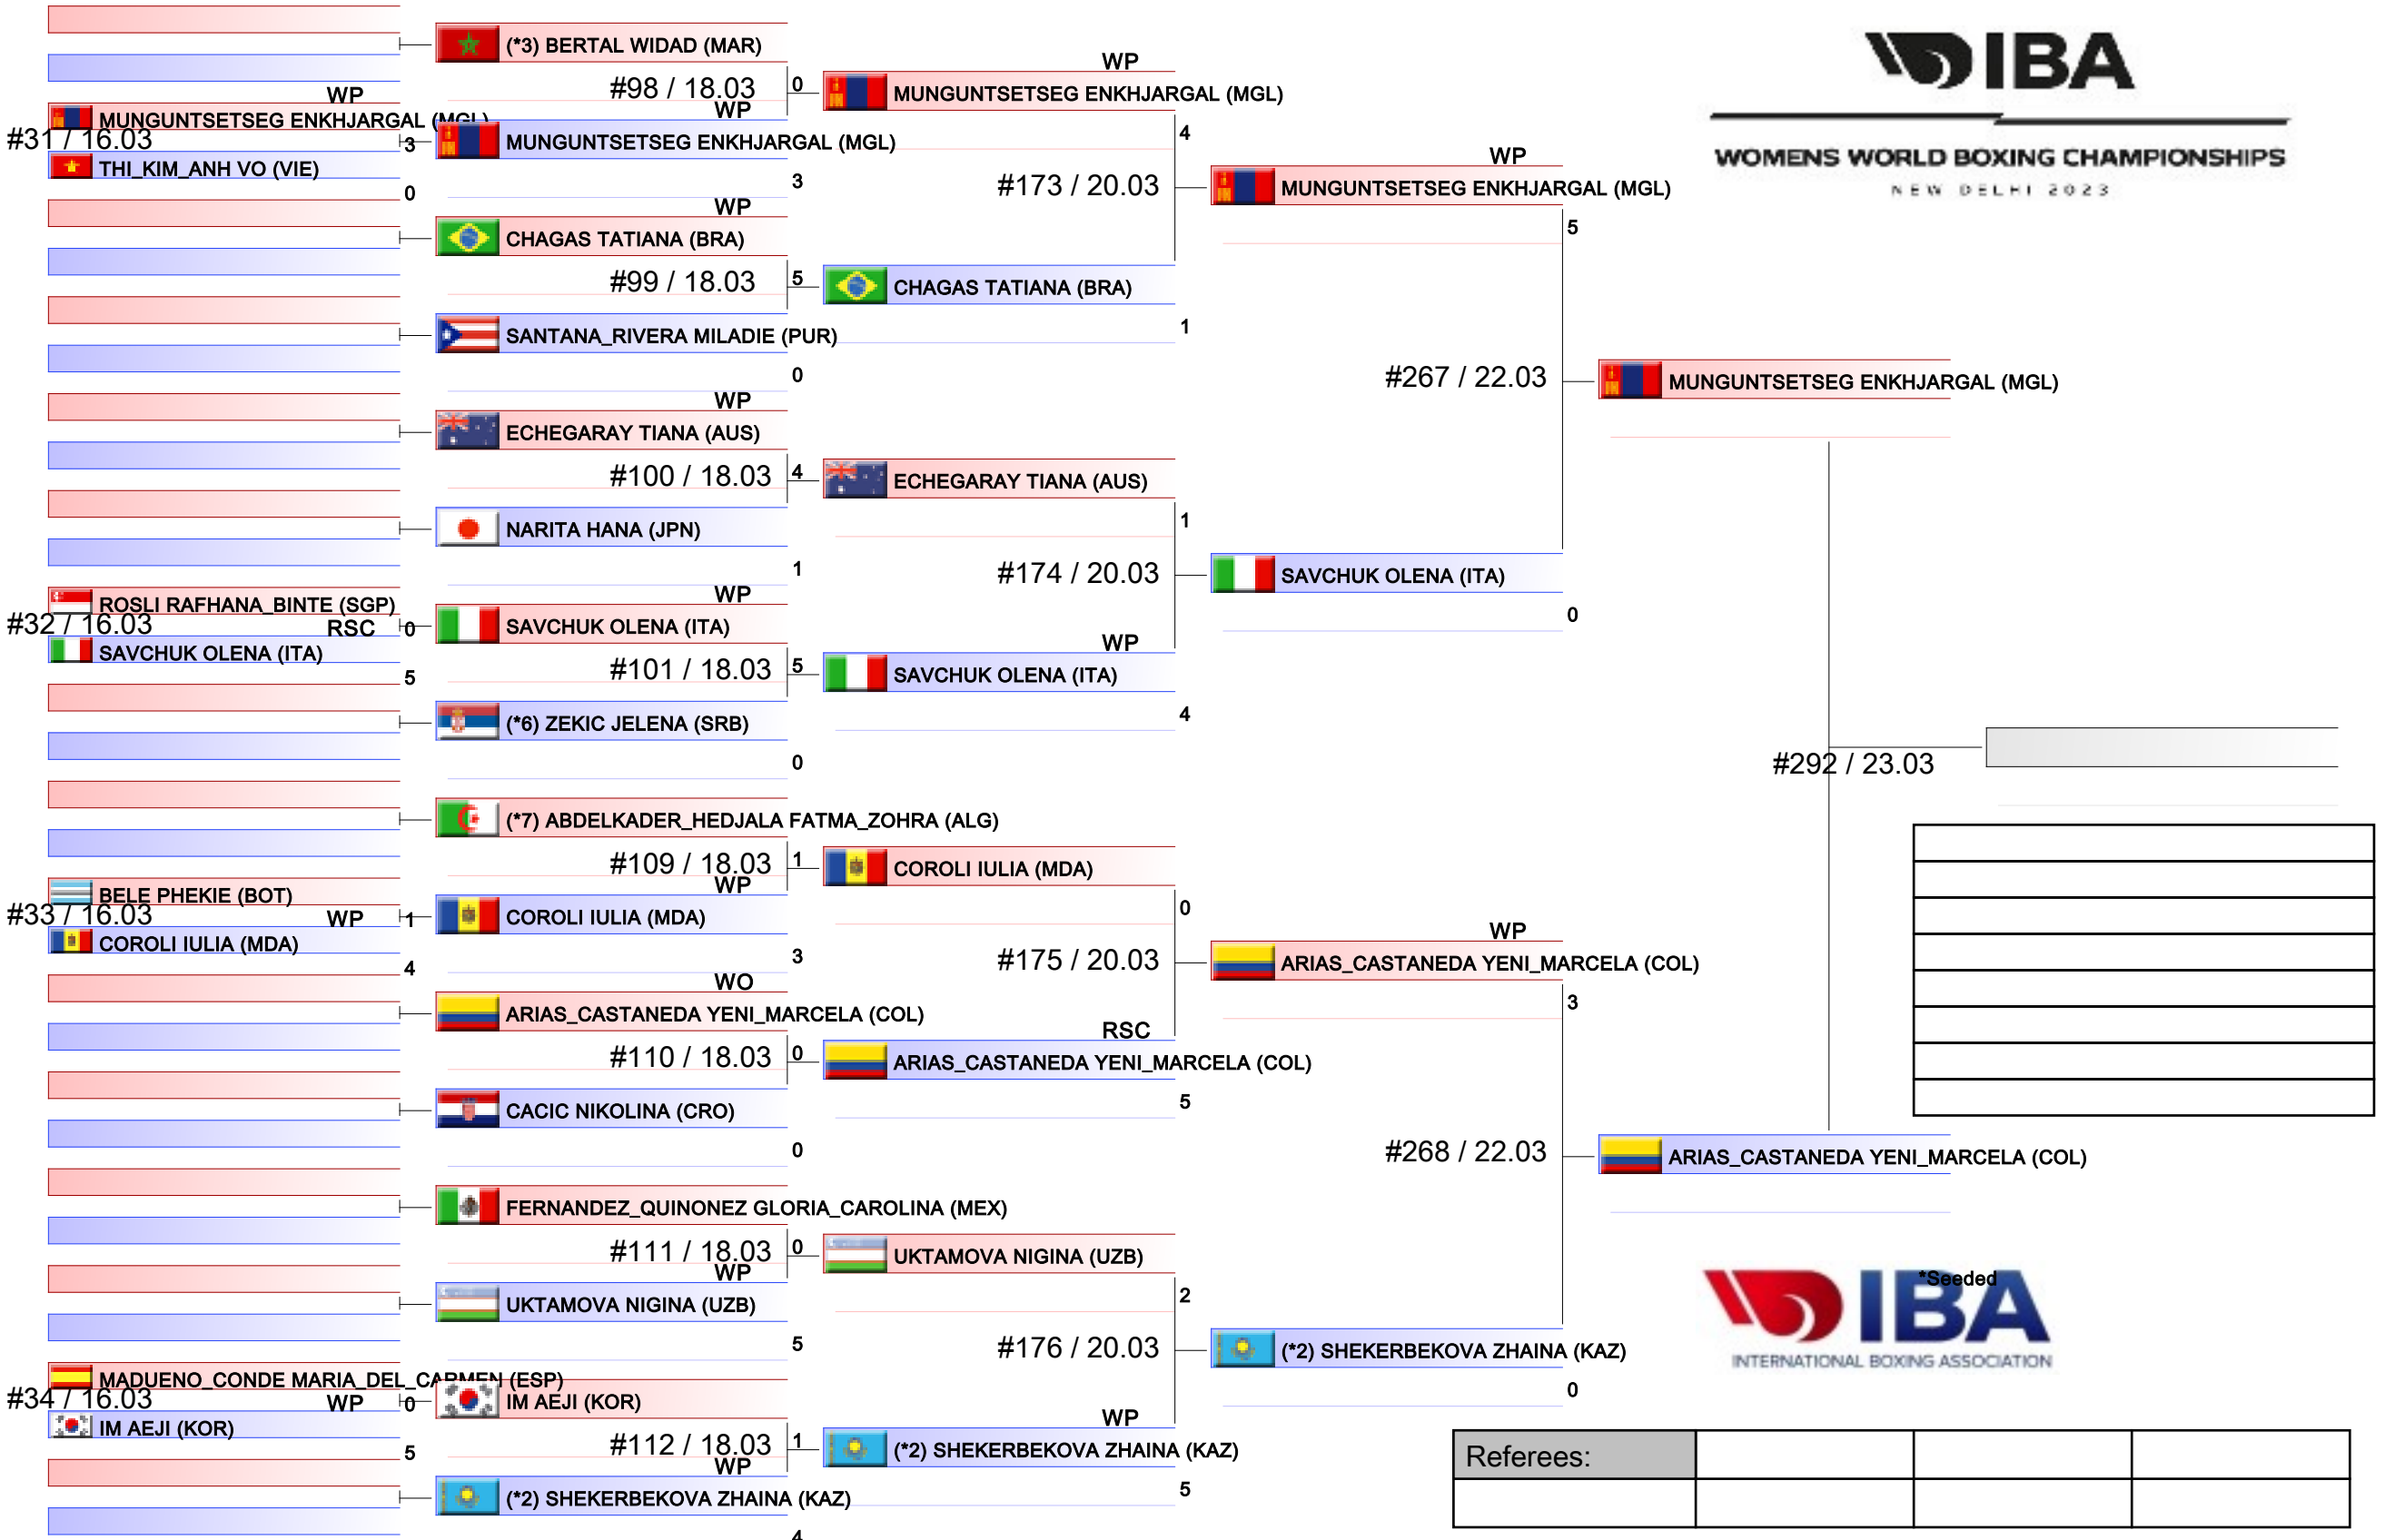 IBA
WOMENS WORLD BOXING CHAMPIONSHIPS
NEW DELHI 2023
WP
MUNGUNTSETSEG ENKHJARGAL (MGL)
#31 / 16.03
3
THI_KIM_ANH VO (VIE)
0
ROSLI RAFHANA_BINTE (SGP)
#32 / 16.03
RSC
0
SAVCHUK OLENA (ITA)
5
BELE PHEKIE (BOT)
#33 / 16.03
WP
1
COROLI IULIA (MDA)
4
MADUENO_CONDE MARIA_DEL_CARMEN (ESP)
#34 / 16.03
WP
0
IM AEJI (KOR)
5
(*3) BERTAL WIDAD (MAR)
#98 / 18.03
0
WP
MUNGUNTSETSEG ENKHJARGAL (MGL)
3
WP
CHAGAS TATIANA (BRA)
#99 / 18.03
5
SANTANA_RIVERA MILADIE (PUR)
0
WP
ECHEGARAY TIANA (AUS)
#100 / 18.03
4
NARITA HANA (JPN)
1
WP
SAVCHUK OLENA (ITA)
#101 / 18.03
5
(*6) ZEKIC JELENA (SRB)
0
(*7) ABDELKADER_HEDJALA FATMA_ZOHRA (ALG)
#109 / 18.03
1
WP
COROLI IULIA (MDA)
3
WO
ARIAS_CASTANEDA YENI_MARCELA (COL)
#110 / 18.03
0
CACIC NIKOLINA (CRO)
0
FERNANDEZ_QUINONEZ GLORIA_CAROLINA (MEX)
#111 / 18.03
0
WP
UKTAMOVA NIGINA (UZB)
5
IM AEJI (KOR)
#112 / 18.03
1
WP
(*2) SHEKERBEKOVA ZHAINA (KAZ)
4
WP
MUNGUNTSETSEG ENKHJARGAL (MGL)
4
#173 / 20.03
CHAGAS TATIANA (BRA)
1
ECHEGARAY TIANA (AUS)
1
#174 / 20.03
WP
SAVCHUK OLENA (ITA)
4
COROLI IULIA (MDA)
0
#175 / 20.03
RSC
ARIAS_CASTANEDA YENI_MARCELA (COL)
5
UKTAMOVA NIGINA (UZB)
2
#176 / 20.03
WP
(*2) SHEKERBEKOVA ZHAINA (KAZ)
5
WP
MUNGUNTSETSEG ENKHJARGAL (MGL)
5
#267 / 22.03
SAVCHUK OLENA (ITA)
0
WP
ARIAS_CASTANEDA YENI_MARCELA (COL)
3
#268 / 22.03
(*2) SHEKERBEKOVA ZHAINA (KAZ)
0
MUNGUNTSETSEG ENKHJARGAL (MGL)
#292 / 23.03
ARIAS_CASTANEDA YENI_MARCELA (COL)
*Seeded
IBA
INTERNATIONAL BOXING ASSOCIATION
Referees: